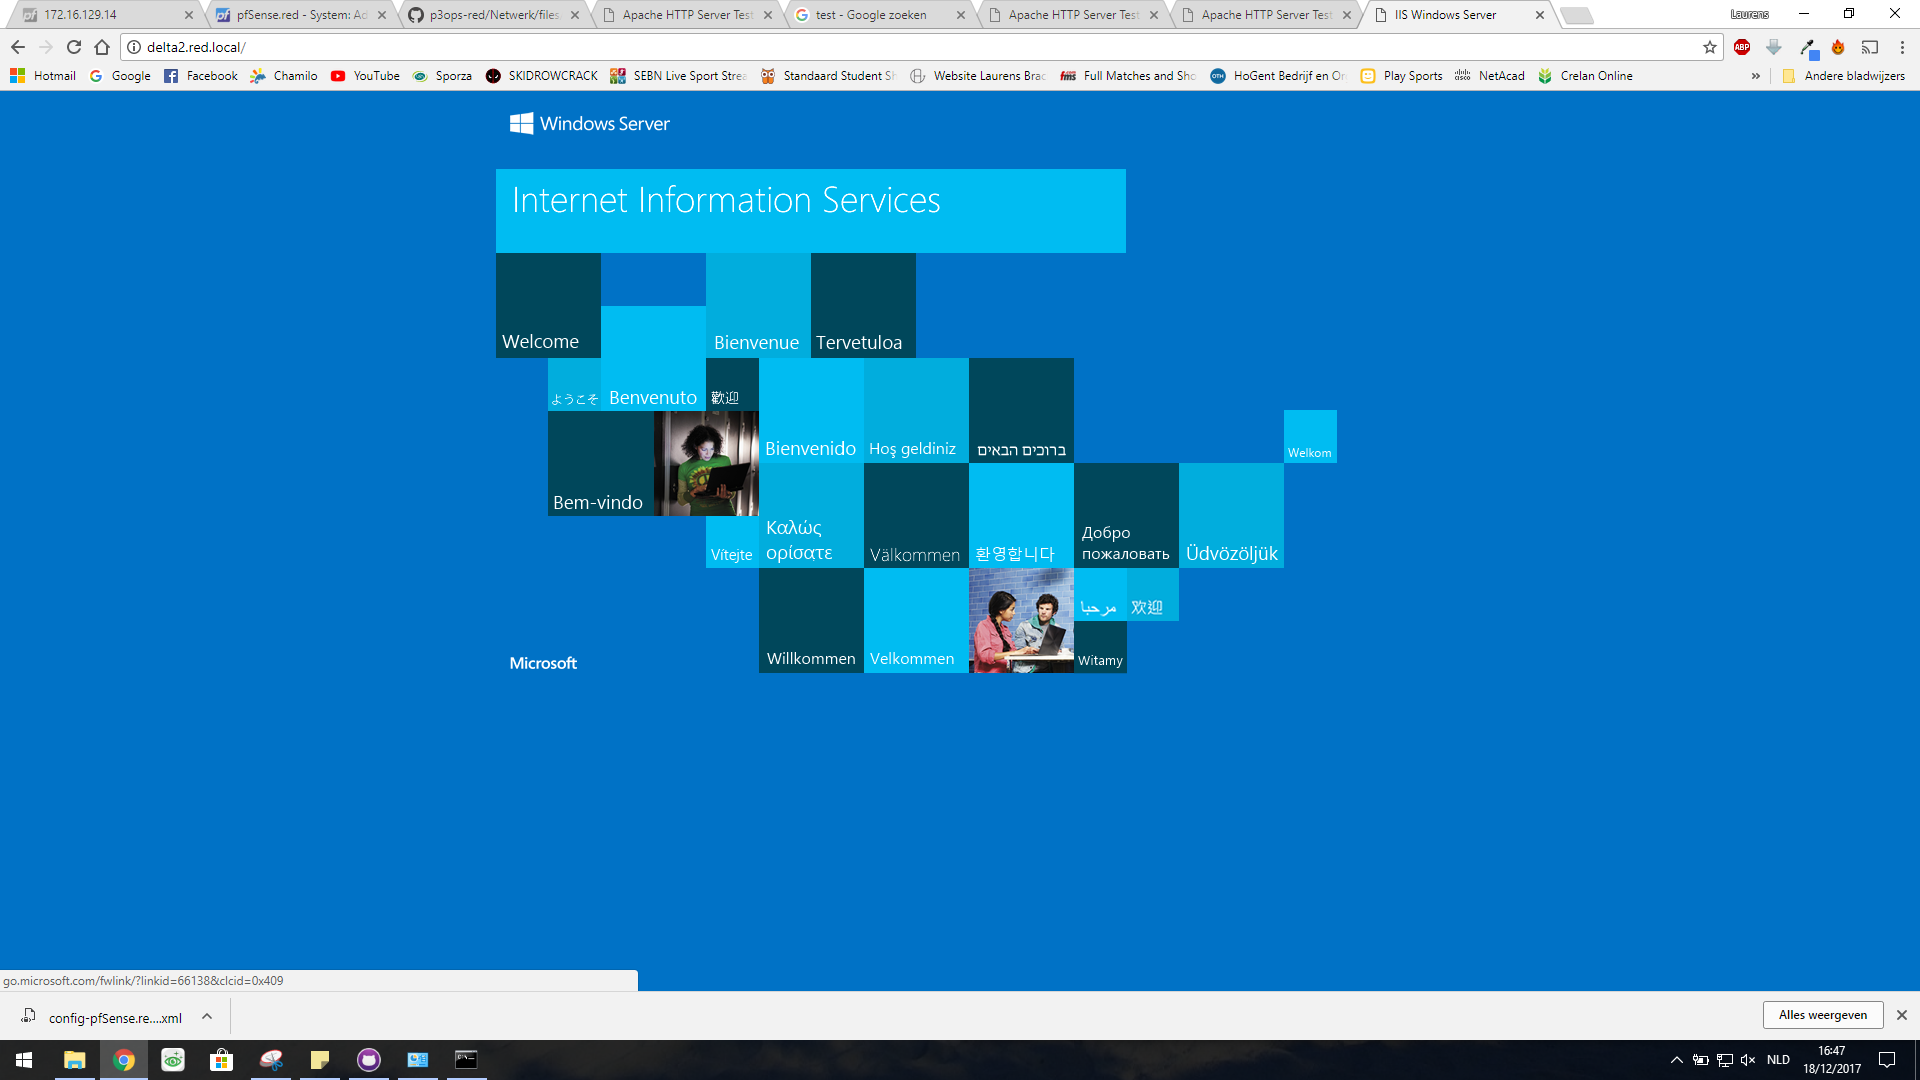 172.16.129.14
pfSense.red - System: Ad
p3ops-red/Netwerk/files
Apache HTTP Server Test
test - Google zoeken
Apache HTTP Server Test
Apache HTTP Server Test
IIS Windows Server
Laurens
delta2.red.local/
ABP
Hotmail
Google
Facebook
Chamilo
YouTube
Sporza
SKIDROWCRACK
SEBN Live Sport Strea
Standaard Student Sh
Website Laurens Brac
Full Matches and Sho
HoGent Bedrijf en Or
Play Sports
NetAcad
Crelan Online
»
Andere bladwijzers
Windows Server
Internet Information Services
Welcome
Bienvenue
Tervetuloa
ようこそ
Benvenuto
歡迎
Bienvenido
Hoş geldiniz
ברוכים הבאים
Welkom
Bem-vindo
Vítejte
Καλώς
ορίσατε
Välkommen
환영합니다
Добро
пожаловать
Üdvözöljük
مرحبا
欢迎
Willkommen
Velkommen
Witamy
Microsoft
go.microsoft.com/fwlink/?linkid=66138&clcid=0x409
config-pfSense.re....xml
Alles weergeven
NLD
16:47
18/12/2017